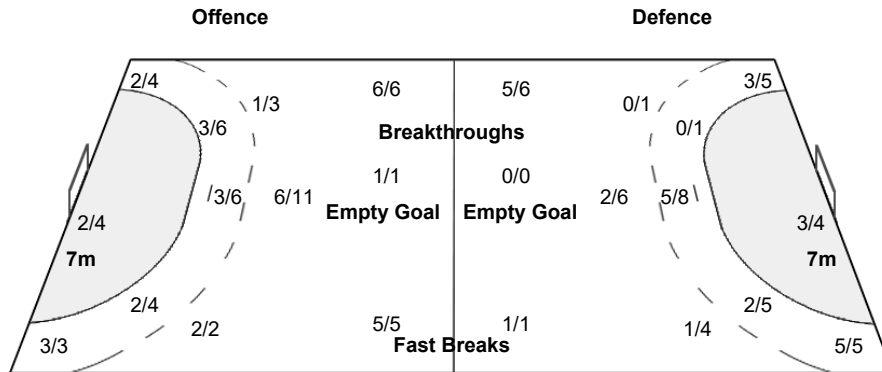 Offence Defence
2/4 6/6 5/6 3/5
1/3 0/1
3/6 Breakthroughs 0/1
1/1 0/0
3/6 6/11 2/6 5/8
Empty Goal Empty Goal
2/4 3/4
7m 7m
2/4 2/5
2/2 5/5 1/1 1/4
3/3 Fast Breaks 5/5